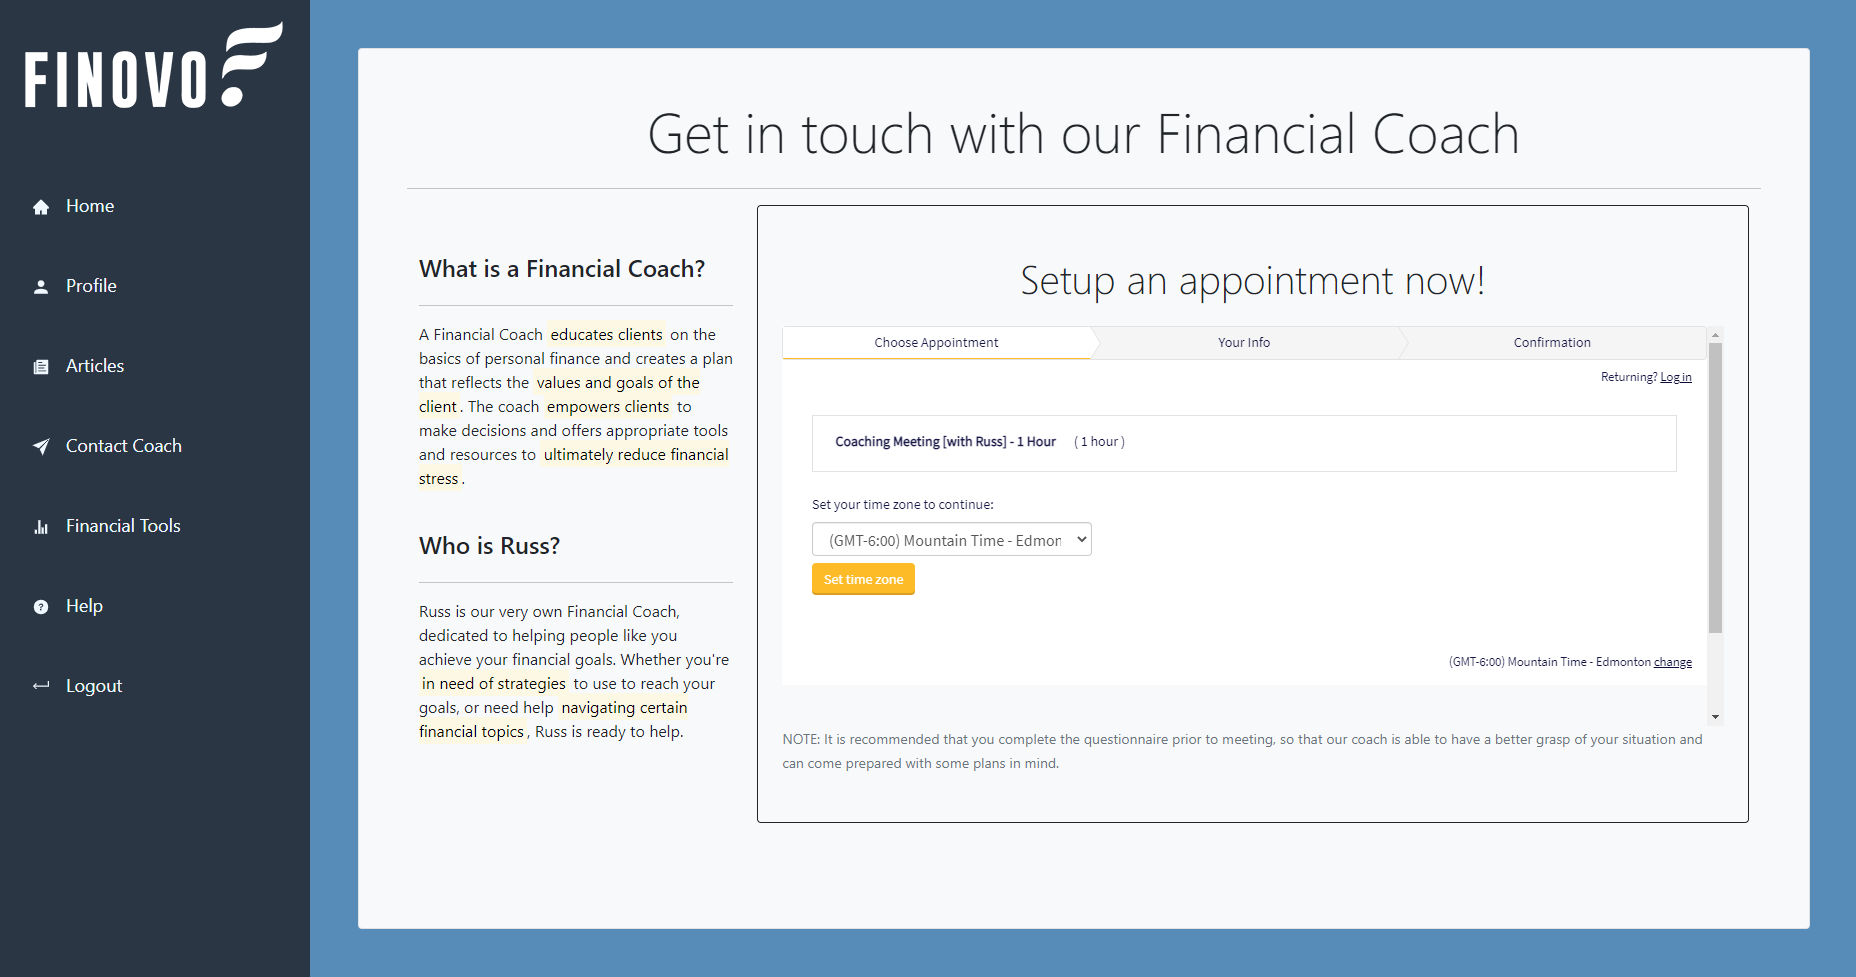 FINOVO
Home
Profile
Articles
Contact Coach
Financial Tools
Help
Logout
Get in touch with our Financial Coach
What is a Financial Coach?
A Financial Coach educates clients on the
basics of personal finance and creates a plan
that reflects the values and goals of the
client. The coach empowers clients to
make decisions and offers appropriate tools
and resources to ultimately reduce financial
stress.
Who is Russ?
Russ is our very own Financial Coach,
dedicated to helping people like you
achieve your financial goals. Whether you're
in need of strategies to use to reach your
goals, or need help navigating certain
financial topics, Russ is ready to help.
Setup an appointment now!
Choose Appointment
Your Info
Confirmation
Returning? Log in
Coaching Meeting [with Russ] - 1 Hour (1 hour)
Set your time zone to continue:
(GMT-6:00) Mountain Time - Edmon
Set time zone
(GMT-6:00) Mountain Time - Edmonton change
NOTE: It is recommended that you complete the questionnaire prior to meeting, so that our coach is able to have a better grasp of your situation and
can come prepared with some plans in mind.